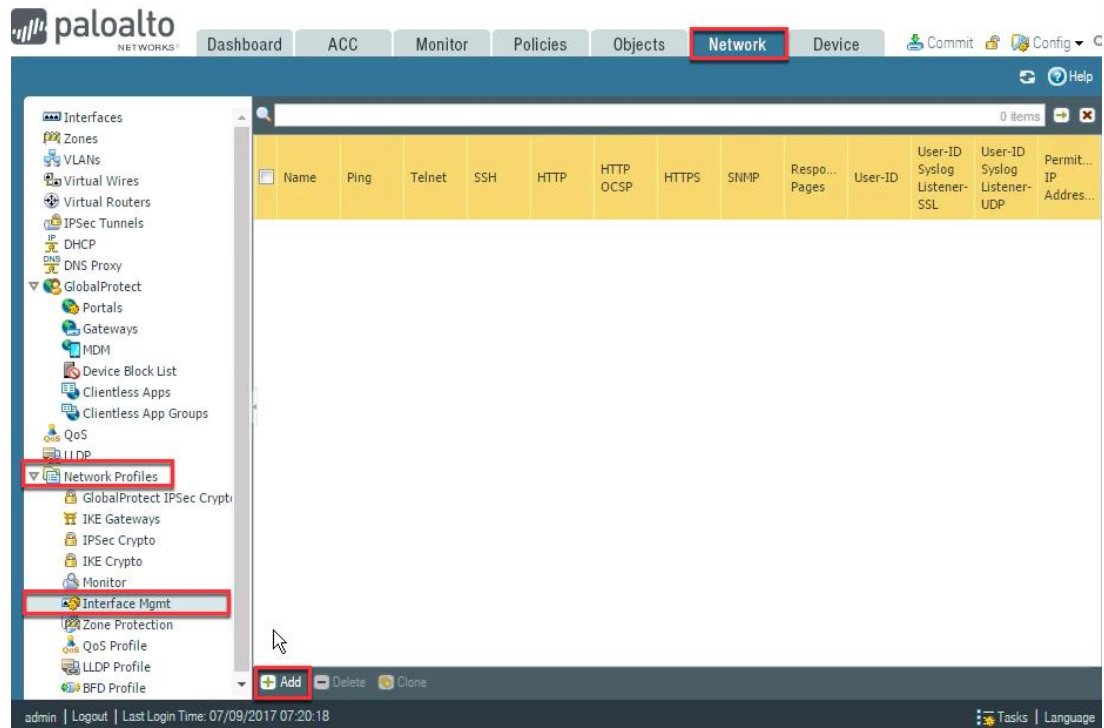 paloalto
NETWORKS®
Dashboard ACC Monitor Policies Objects Network Device Commit Config
Help
Interfaces
Zones
VLANs
Virtual Wires
Virtual Routers
IPSec Tunnels
DHCP
DNS Proxy
GlobalProtect
Portals
Gateways
MDM
Device Block List
Clientless Apps
Clientless App Groups
QoS
LLDP
Network Profiles
GlobalProtect IPSec Crypt
IKE Gateways
IPSec Crypto
IKE Crypto
Monitor
Interface Mgmt
Zone Protection
QoS Profile
LLDP Profile
BFD Profile
0 items
Name Ping Telnet SSH HTTP HTTP OCSP HTTPS SNMP Respo... Pages User-ID User-ID Syslog Listener-SSL User-ID Syslog Listener-UDP Permit... IP Addres...
Add Delete Clone
admin | Logout | Last Login Time: 07/09/2017 07:20:18
Tasks | Language